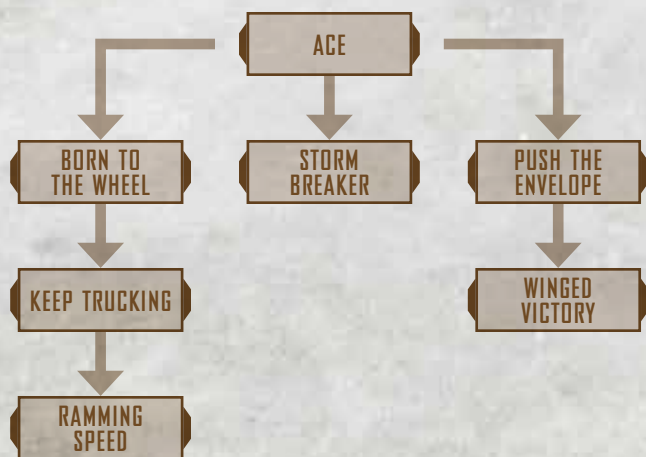 ACE
BORN TO
THE WHEEL
STORM
BREAKER
PUSH THE
ENVELOPE
KEEP TRUCKING
WINGED
VICTORY
RAMMING
SPEED